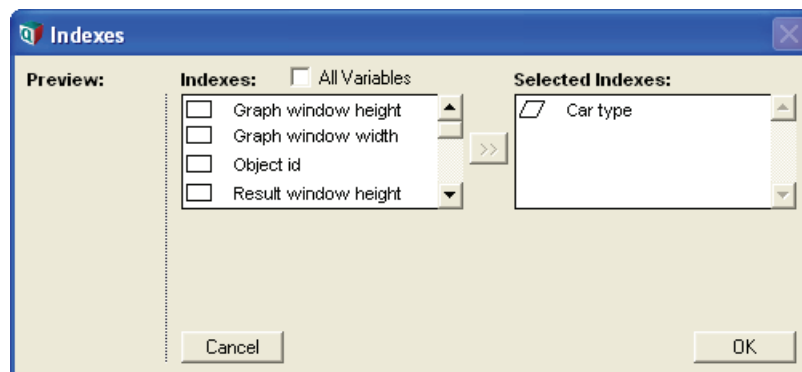 Indexes
Preview:
Indexes:
All Variables
Selected Indexes:
Graph window height
Graph window width
Object id
Result window height
>>
Car type
Cancel
OK